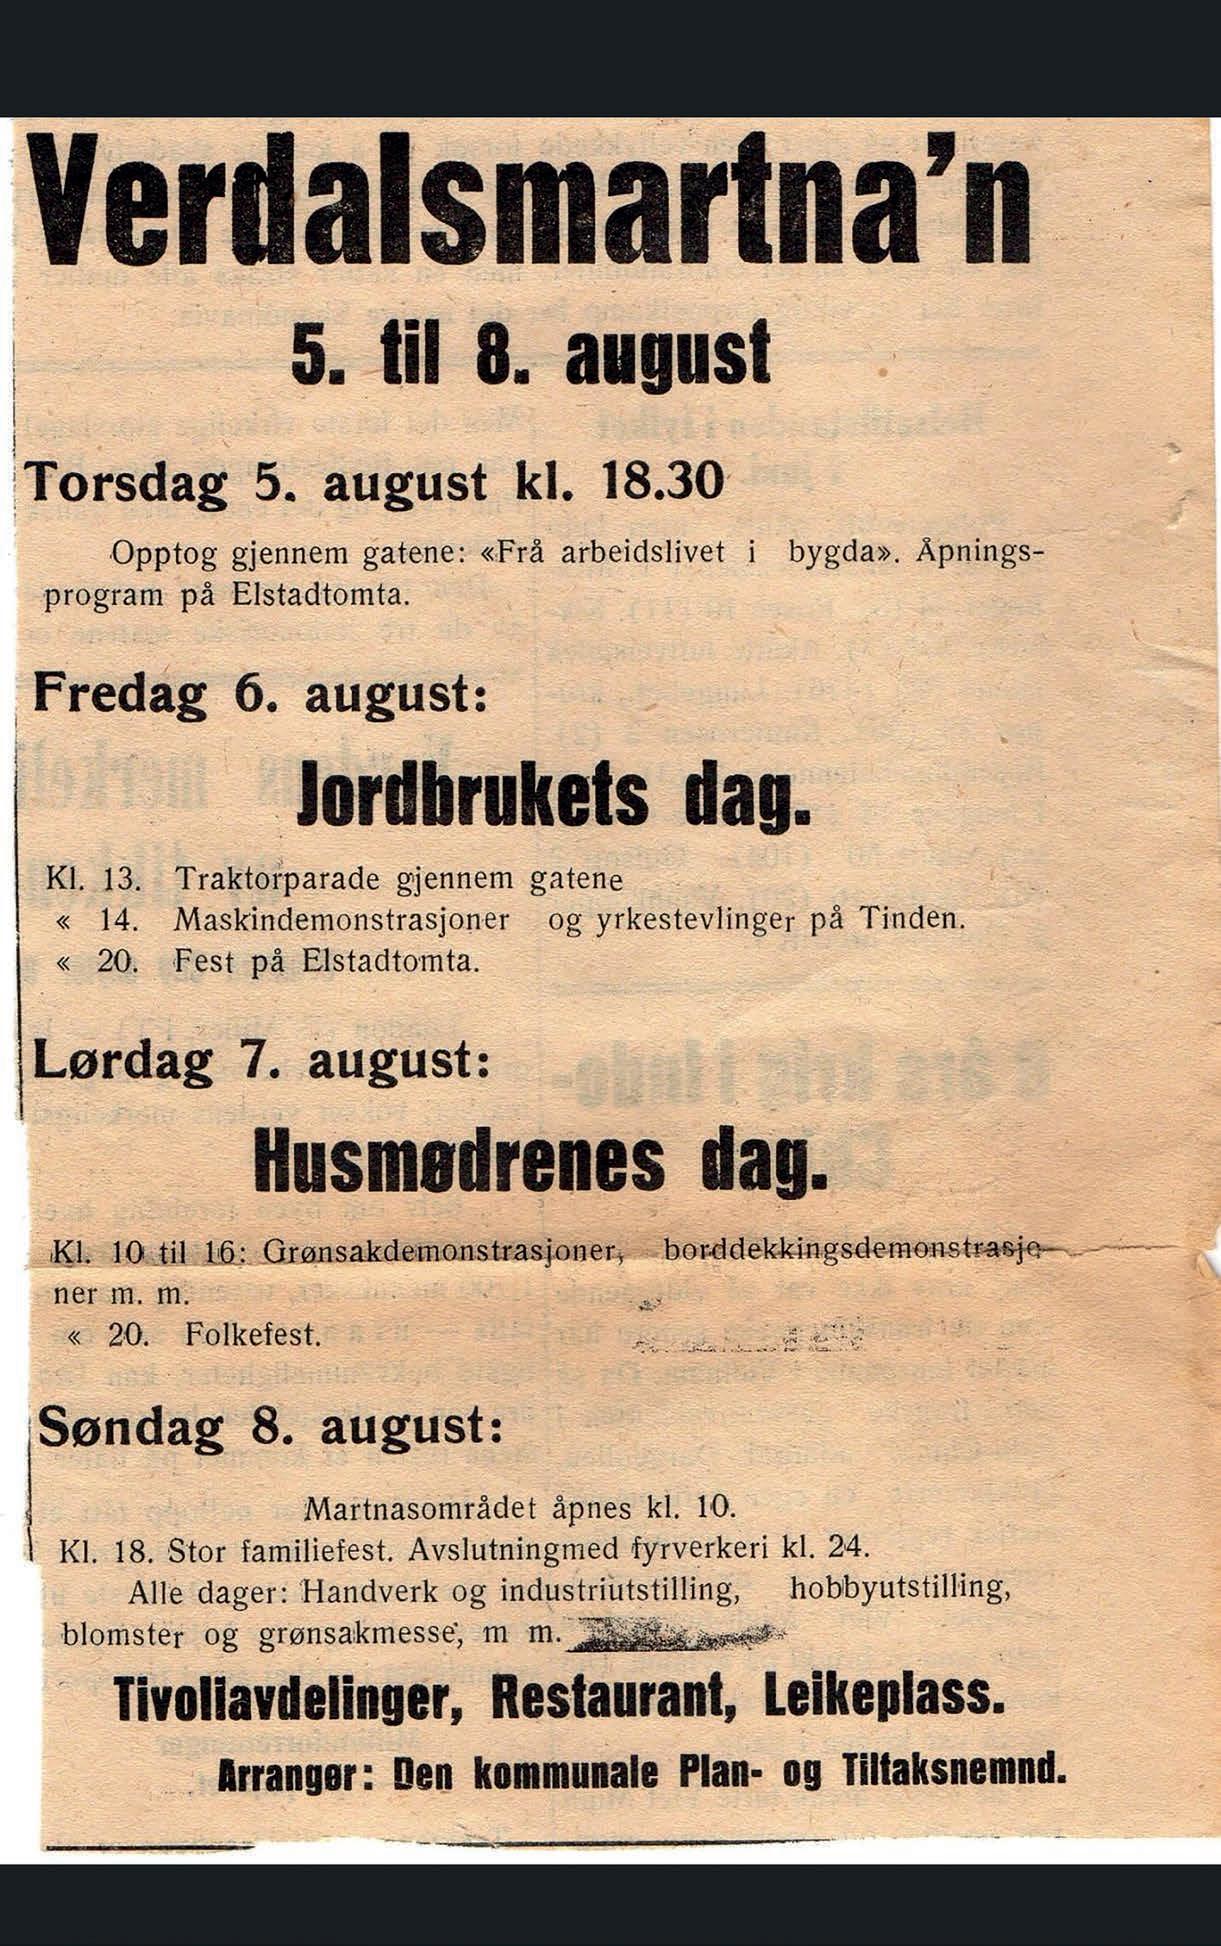 Verdalsmartna'n
5. til 8. august
Torsdag 5. august kl. 18.30
Opptog gjennem gatene: «Frå arbeidslivet i bygda». Åpnings-
program på Elstadtomta.
Fredag 6. august:
Jordbrukets dag.
Kl. 13. Traktorparade gjennem gatene
« 14. Maskindemonstrasjoner og yrkestevlinger på Tinden.
« 20. Fest på Elstadtomta.
Lørdag 7. august:
Husmødrenes dag.
Kl. 10 til 16: Grønsakdemonstrasjoner, borddekkingsdemonstrasjo-
ner m. m.
« 20. Folkefest.
Søndag 8. august:
Martnasområdet åpnes kl. 10.
Kl. 18. Stor familiefest. Avslutningmed fyrverkeri kl. 24.
Alle dager: Handverk og industriutstilling, hobbyutstilling,
blomster og grønsakmesse, m m.
Tivoliavdelinger, Restaurant, Leikeplass.
Arrangør: Den kommunale Plan- og Tiltaksnemnd.